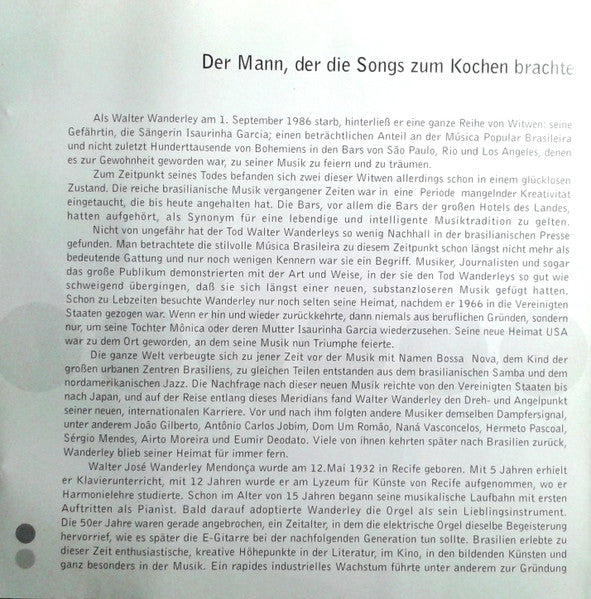 Der Mann, der die Songs zum Kochen brachte
Als Walter Wanderley am 1. September 1986 starb, hinterließ er eine ganze Reihe von Witwen: seine
Gefährtin, die Sängerin Isaurinha Garcia; einen beträchtlichen Anteil an der Música Popular Brasileira
und nicht zuletzt Hunderttausende von Bohemiens in den Bars von São Paulo, Rio und Los Angeles, denen
es zur Gewohnheit geworden war, zu seiner Musik zu feiern und zu träumen.
Zum Zeitpunkt seines Todes befanden sich zwei dieser Witwen allerdings schon in einem glücklosen
Zustand. Die reiche brasilianische Musik vergangener Zeiten war in eine Periode mangelnder Kreativität
eingetaucht, die bis heute angehalten hat. Die Bars, vor allem die Bars der großen Hotels des Landes,
hatten aufgehört, als Synonym für eine lebendige und intelligente Musiktradition zu gelten.
Nicht von ungefähr hat der Tod Walter Wanderleys so wenig Nachhall in der brasilianischen Presse
gefunden. Man betrachtete die stilvolle Música Brasileira zu diesem Zeitpunkt schon längst nicht mehr als
bedeutende Gattung und nur noch wenigen Kennern war sie ein Begriff. Musiker, Journalisten und sogar
das große Publikum demonstrierten mit der Art und Weise, in der sie den Tod Wanderleys so gut wie
schweigend übergingen, daß sie sich längst einer neuen, substanzloseren Musik gefügt hatten.
Schon zu Lebzeiten besuchte Wanderley nur noch selten seine Heimat, nachdem er 1966 in die Vereinigten
Staaten gezogen war. Wenn er hin und wieder zurückkehrte, dann niemals aus beruflichen Gründen, sondern
nur, um seine Tochter Mônica oder deren Mutter Isaurinha Garcia wiederzusehen. Seine neue Heimat USA
war zu dem Ort geworden, an dem seine Musik nun Triumphe feierte.
Die ganze Welt verbeugte sich zu jener Zeit vor der Musik mit Namen Bossa Nova, dem Kind der
großen urbanen Zentren Brasiliens, zu gleichen Teilen entstanden aus dem brasilianischen Samba und dem
nordamerikanischen Jazz. Die Nachfrage nach dieser neuen Musik reichte von den Vereinigten Staaten bis
nach Japan, und auf der Reise entlang dieses Meridians fand Walter Wanderley den Dreh- und Angelpunkt
seiner neuen, internationalen Karriere. Vor und nach ihm folgten andere Musiker demselben Dampfersignal,
unter anderem João Gilberto, Antônio Carlos Jobim, Dom Um Romão, Naná Vasconcelos, Hermeto Pascoal,
Sérgio Mendes, Airto Moreira und Eumir Deodato. Viele von ihnen kehrten später nach Brasilien zurück,
Wanderley blieb seiner Heimat für immer fern.
Walter José Wanderley Mendonça wurde am 12.Mai 1932 in Recife geboren. Mit 5 Jahren erhielt
er Klavierunterricht, mit 12 Jahren wurde er am Lyzeum für Künste von Recife aufgenommen, wo er
Harmonielehre studierte. Schon im Alter von 15 Jahren begann seine musikalische Laufbahn mit ersten
Auftritten als Pianist. Bald darauf adoptierte Wanderley die Orgel als sein Lieblingsinstrument.
Die 50er Jahre waren gerade angebrochen, ein Zeitalter, in dem die elektrische Orgel dieselbe Begeisterung
hervorrief, wie es später die E-Gitarre bei der nachfolgenden Generation tun sollte. Brasilien erlebte zu
dieser Zeit enthusiastische, kreative Höhepunkte in der Literatur, im Kino, in den bildenden Künsten und
ganz besonders in der Musik. Ein rapides industrielles Wachstum führte unter anderem zur Gründung